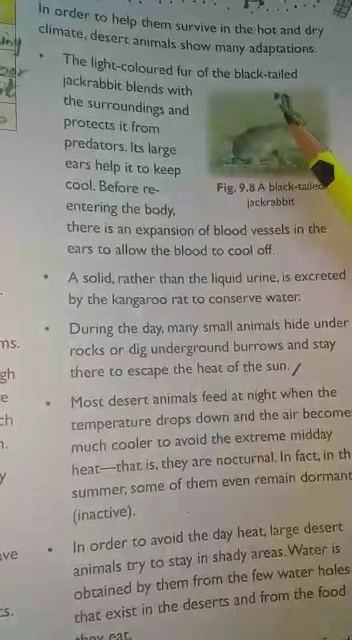 In order to help them survive in the hot and dry
climate, desert animals show many adaptations.
• The light-coloured fur of the black-tailed
jackrabbit blends with
the surroundings and
protects it from
predators. Its large
ears help it to keep
cool. Before re-
entering the body,
there is an expansion of blood vessels in the
ears to allow the blood to cool off.
Fig. 9.8 A black-tailed
jackrabbit
• A solid, rather than the liquid urine, is excreted
by the kangaroo rat to conserve water.
• During the day, many small animals hide under
rocks or dig underground burrows and stay
there to escape the heat of the sun.
• Most desert animals feed at night when the
temperature drops down and the air become
much cooler to avoid the extreme midday
heat—that is, they are nocturnal. In fact, in th
summer, some of them even remain dormant
(inactive).
• In order to avoid the day heat, large desert
animals try to stay in shady areas. Water is
obtained by them from the few water holes
that exist in the deserts and from the food
they eat.